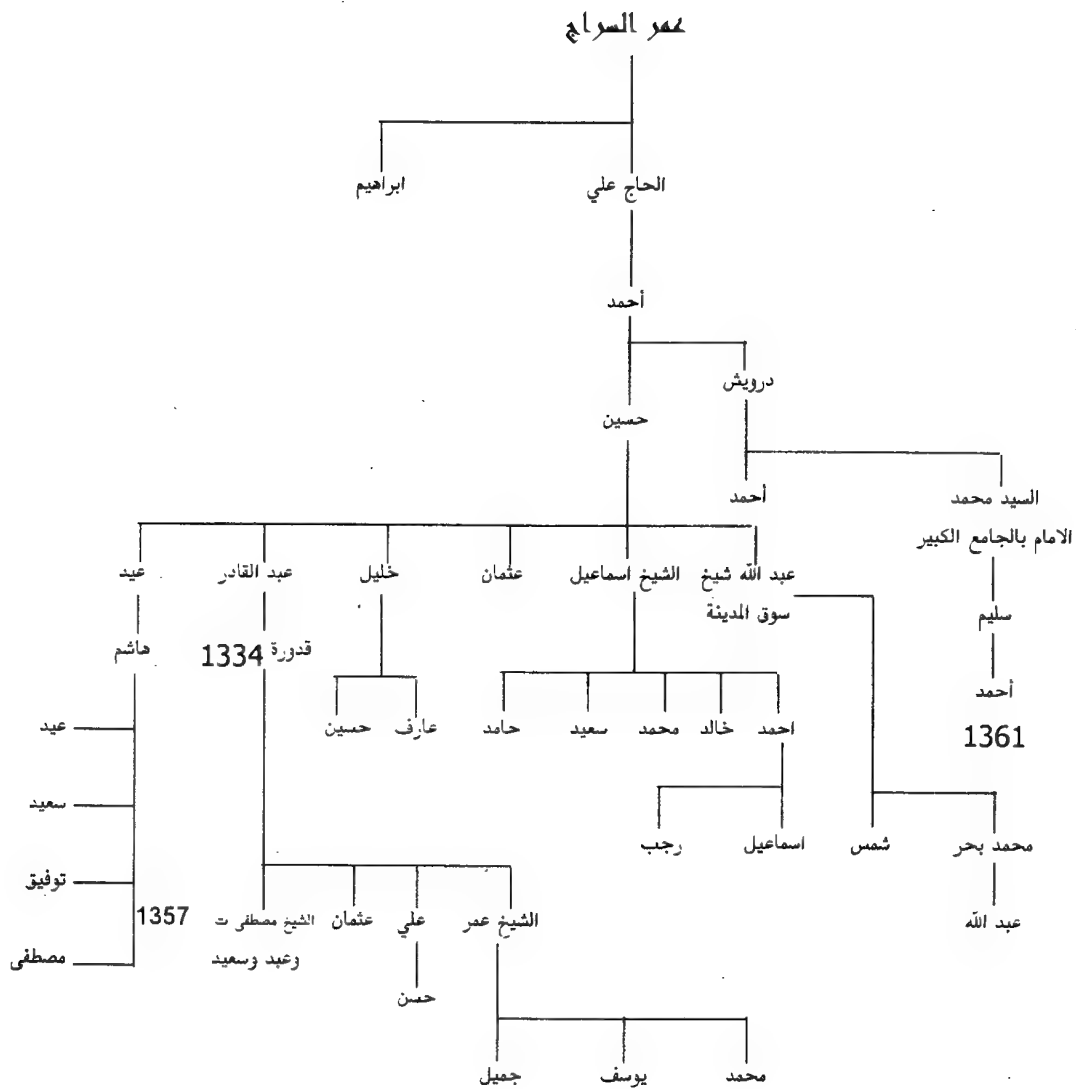 عمر السراج
الحاج علي ابراهيم
أحمد
درويش
حسين
السيد محمد أحمد
الامام بالجامع الكبير
عبد الله شيخ الشيخ اسماعيل عثمان خليل عبد القادر عيد
سوق المدينة
سليم
قدورة 1334 هاشم
أحمد
احمد خالد محمد سعيد حامد عارف حسين عيد
1361
سعيد
محمد بحر شمس اسماعيل رجب
توفيق
عبد الله الشيخ عمر علي عثمان الشيخ مصطفى ت 1357
وعبد وسعيد مصطفى
حسن
محمد يوسف جميل